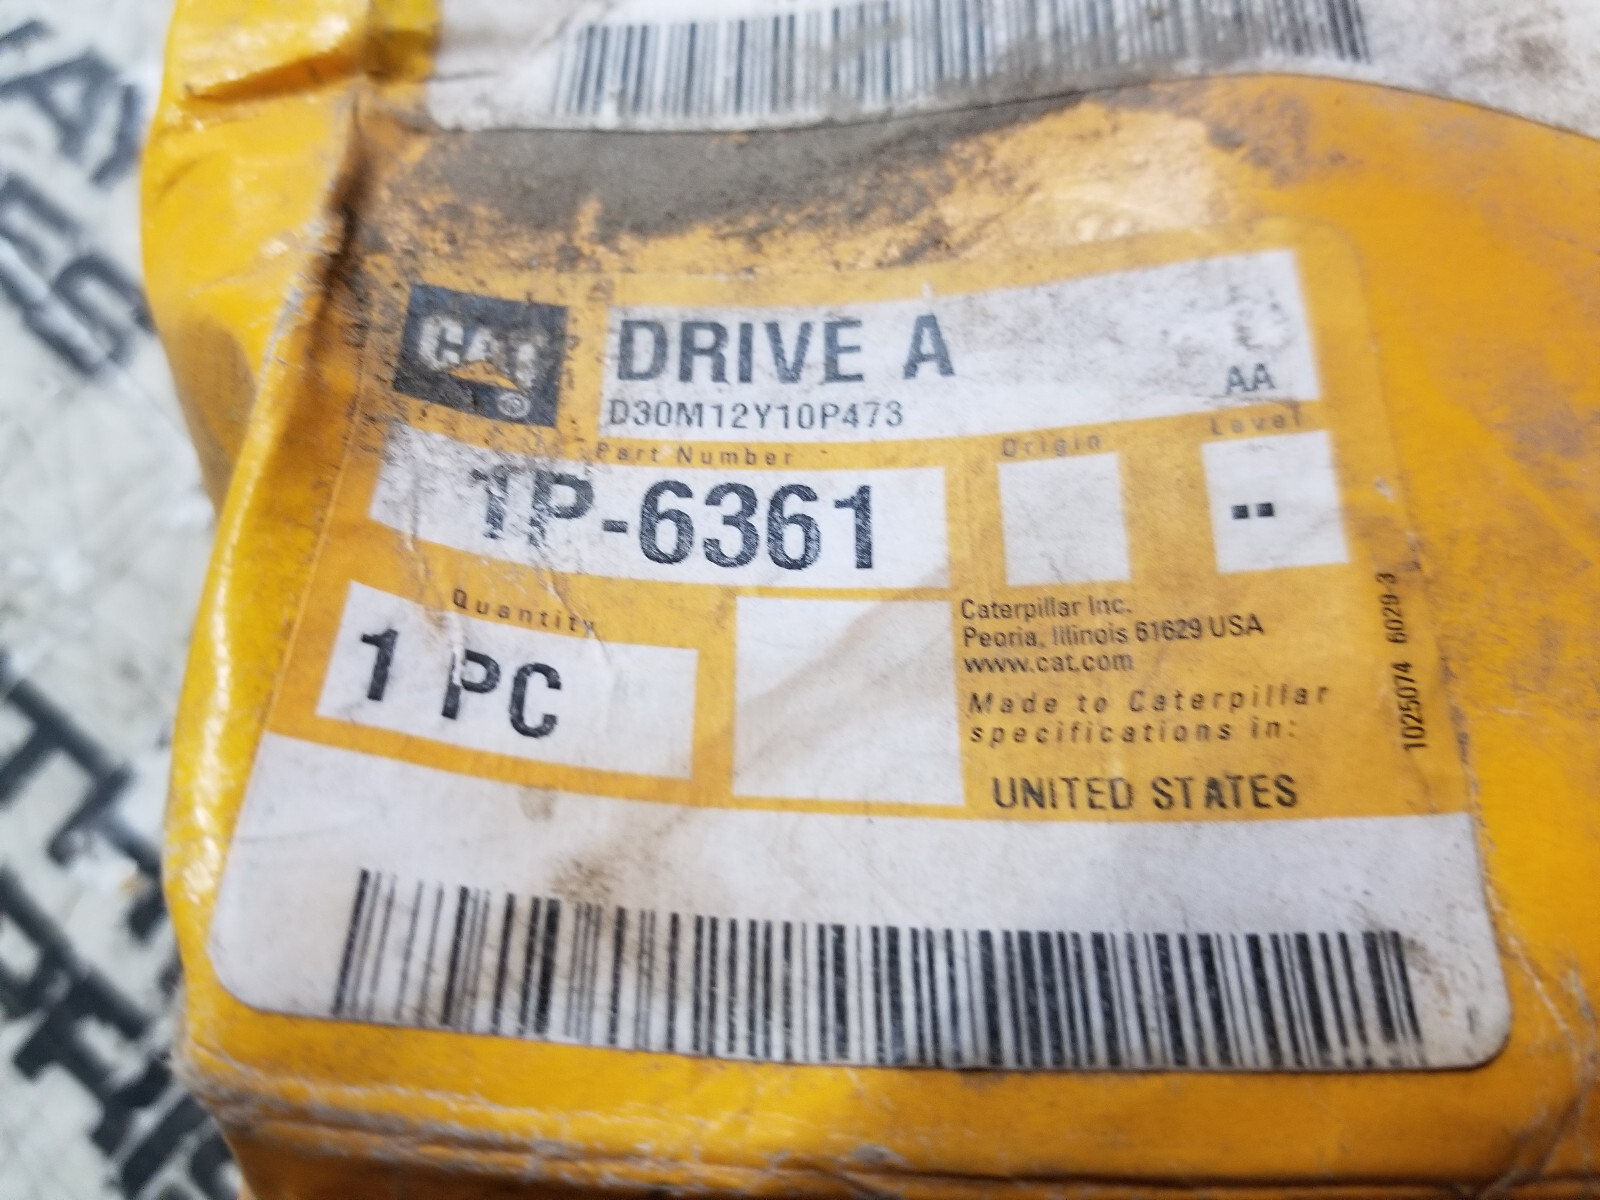 CAT
DRIVE A
AA
D30M12Y10P473
Part Number
Origin
Level
1P-6361
--
Quantity
1 PC
Caterpillar Inc.
Peoria, Illinois 61629 USA
www.cat.com
Made to Caterpillar
specifications in:
UNITED STATES
1025074 6029-3